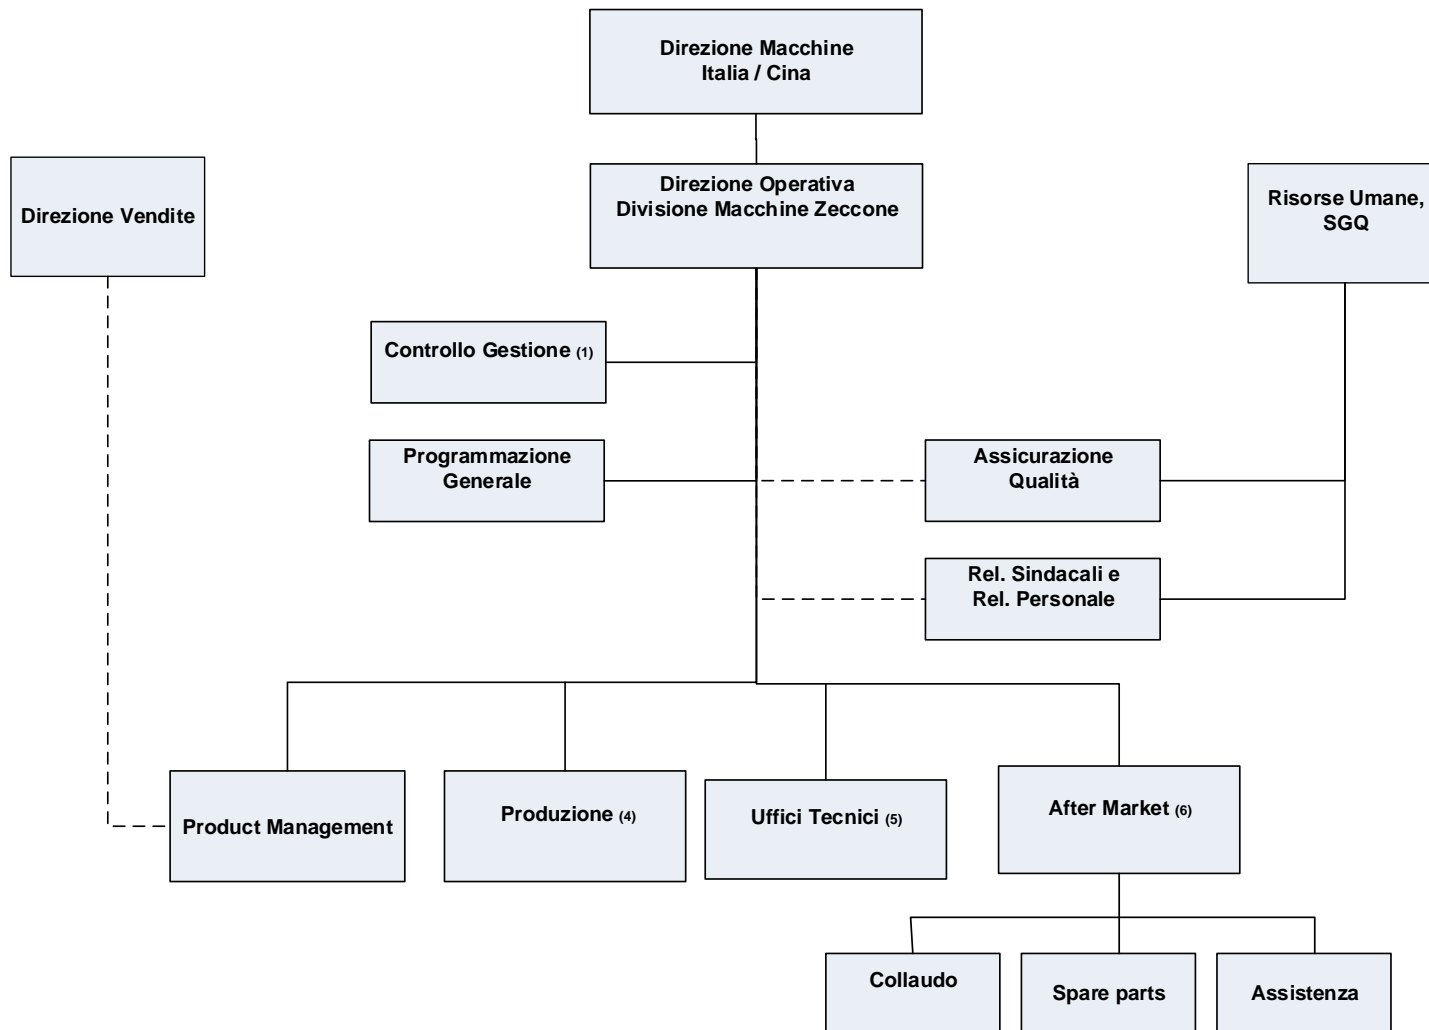 Direzione Macchine
Italia / Cina
Direzione Vendite
Direzione Operativa
Divisione Macchine Zeccone
Risorse Umane,
SGQ
Controllo Gestione (1)
Programmazione
Generale
Assicurazione
Qualità
Rel. Sindacali e
Rel. Personale
Product Management
Produzione (4)
Uffici Tecnici (5)
After Market (6)
Collaudo
Spare parts
Assistenza